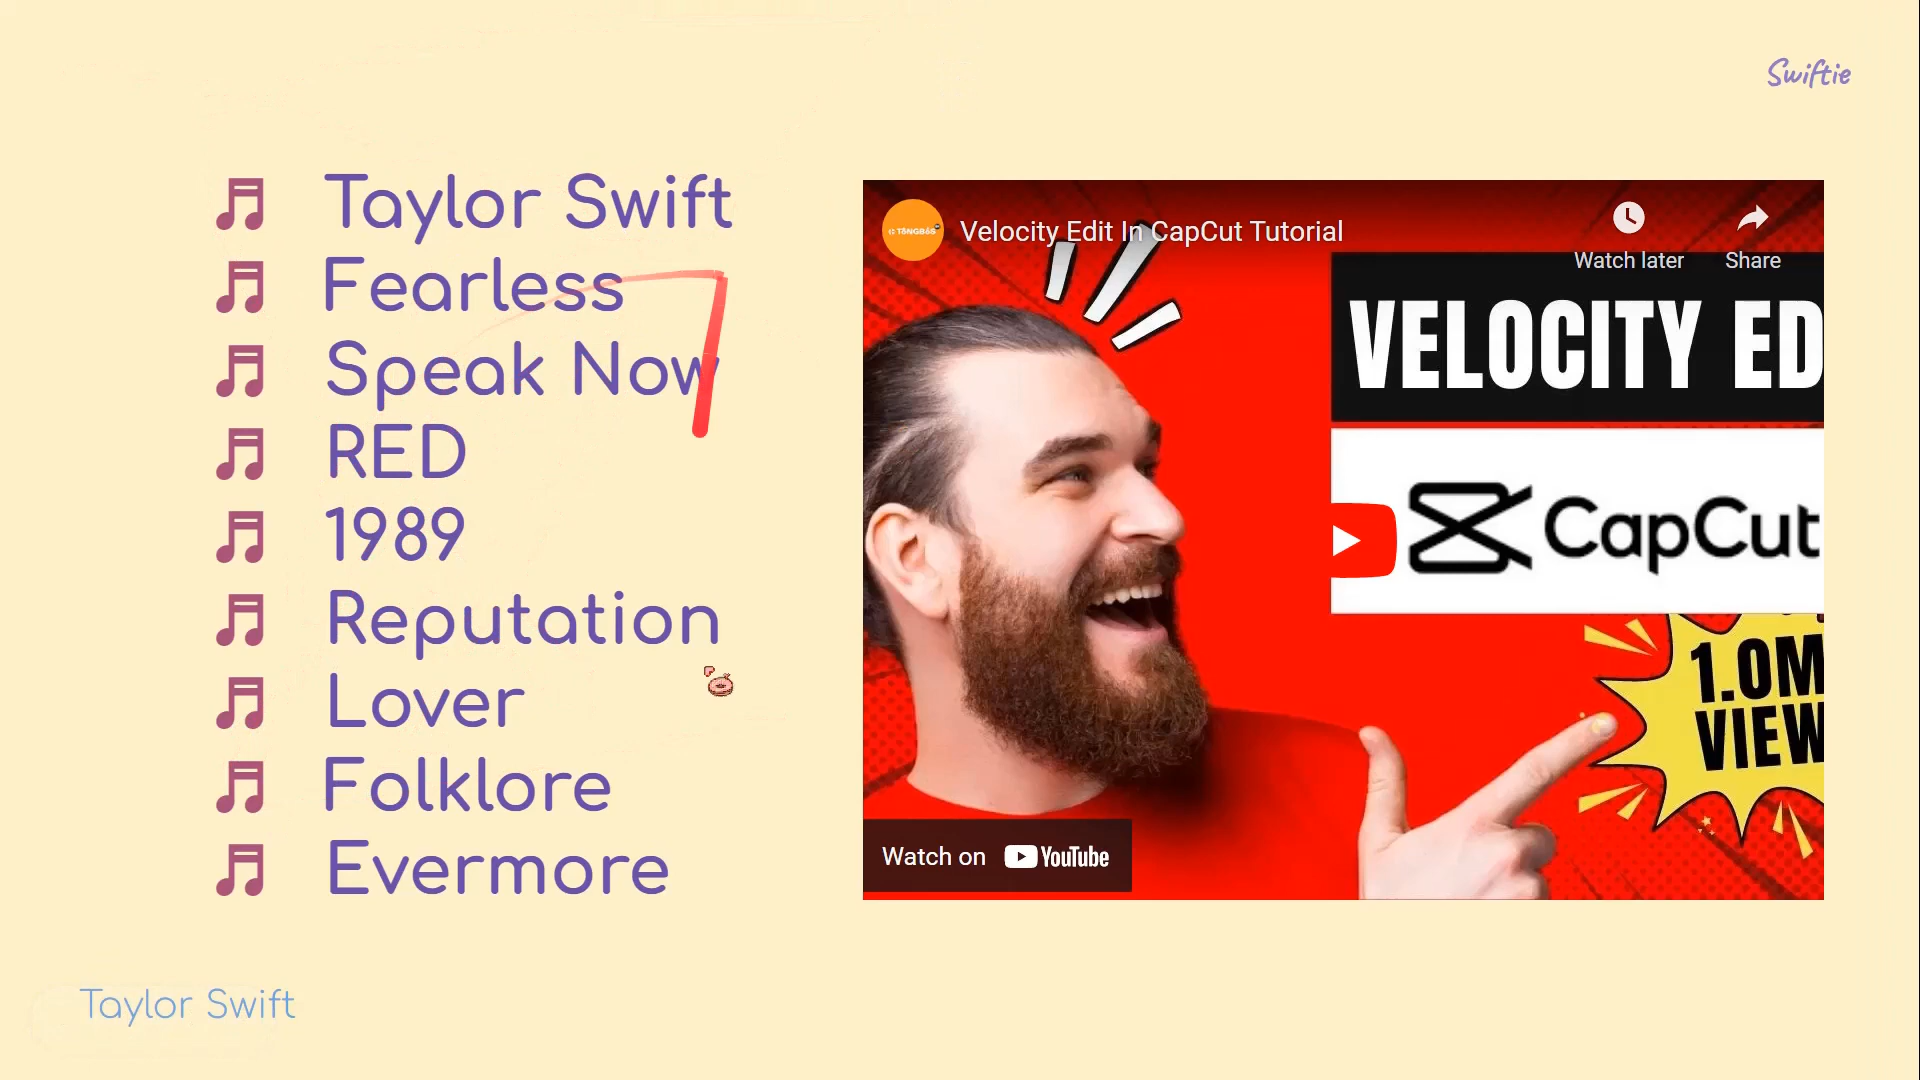 Swiftie
Taylor Swift
Fearless
Speak Now
RED
1989
Reputation
Lover
Folklore
Evermore
Taylor Swift
TONGBOS
Velocity Edit In CapCut Tutorial
Watch later
Share
VELOCITY ED
CapCut
1.0M
VIEW
Watch on YouTube